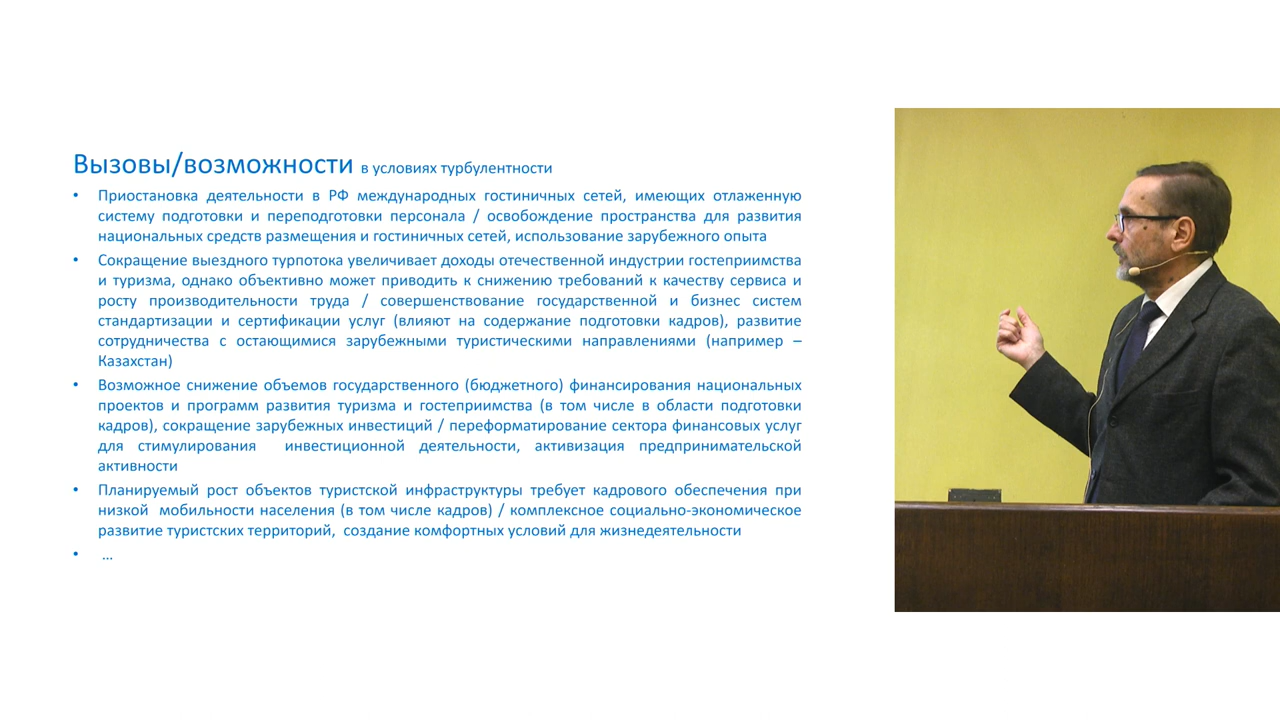 Вызовы/возможности в условиях турбулентности
• Приостановка деятельности в РФ международных гостиничных сетей, имеющих отлаженную
систему подготовки и переподготовки персонала / освобождение пространства для развития
национальных средств размещения и гостиничных сетей, использование зарубежного опыта
• Сокращение выездного турпотока увеличивает доходы отечественной индустрии гостеприимства
и туризма, однако объективно может приводить к снижению требований к качеству сервиса и
росту производительности труда / совершенствование государственной и бизнес систем
стандартизации и сертификации услуг (влияют на содержание подготовки кадров), развитие
сотрудничества с остающимися зарубежными туристическими направлениями (например –
Казахстан)
• Возможное снижение объемов государственного (бюджетного) финансирования национальных
проектов и программ развития туризма и гостеприимства (в том числе в области подготовки
кадров), сокращение зарубежных инвестиций / переформатирование сектора финансовых услуг
для стимулирования инвестиционной деятельности, активизация предпринимательской
активности
• Планируемый рост объектов туристской инфраструктуры требует кадрового обеспечения при
низкой мобильности населения (в том числе кадров) / комплексное социально-экономическое
развитие туристских территорий, создание комфортных условий для жизнедеятельности
• ...